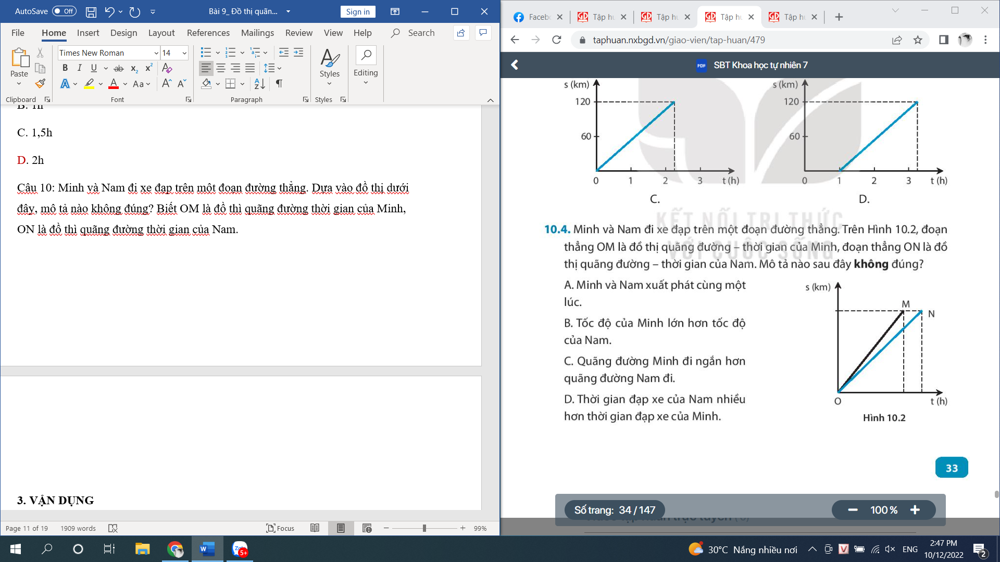 AutoSave Off Bài 9_ Đồ thị quãn... Sign in
File Home Insert Design Layout References Mailings Review View Help Search
Paste Times New Roman 14 Styles Editing
Clipboard Font Paragraph Styles
B. 1h
C. 1,5h
D. 2h
Câu 10: Minh và Nam đi xe đạp trên một đoạn đường thẳng. Dựa vào đồ thị dưới
đây, mô tả nào không đúng? Biết OM là đồ thì quãng đường thời gian của Minh,
ON là đồ thì quãng đường thời gian của Nam.
3. VẬN DỤNG
Page 11 of 19 1909 words Focus 99%
Facebo Tập hu Tập hu Tập hu Tập hu
taphuan.nxbgd.vn/giao-vien/tap-huan/479
PDF SBT Khoa học tự nhiên 7
s (km)
120
60
0 1 2 3 t (h)
C.
s (km)
120
60
0 1 2 3 t (h)
D.
KẾT NỐI TRI THỨC
VỚI CUỘC SỐNG
10.4. Minh và Nam đi xe đạp trên một đoạn đường thẳng. Trên Hình 10.2, đoạn
thẳng OM là đồ thị quãng đường – thời gian của Minh, đoạn thẳng ON là đồ
thị quãng đường – thời gian của Nam. Mô tả nào sau đây không đúng?
A. Minh và Nam xuất phát cùng một
lúc.
B. Tốc độ của Minh lớn hơn tốc độ
của Nam.
C. Quãng đường Minh đi ngắn hơn
quãng đường Nam đi.
D. Thời gian đạp xe của Nam nhiều
hơn thời gian đạp xe của Minh.
s (km)
M
N
O t (h)
Hình 10.2
33
Số trang: 34 / 147 100 %
30°C Nắng nhiều nơi ENG 2:47 PM
10/12/2022 2